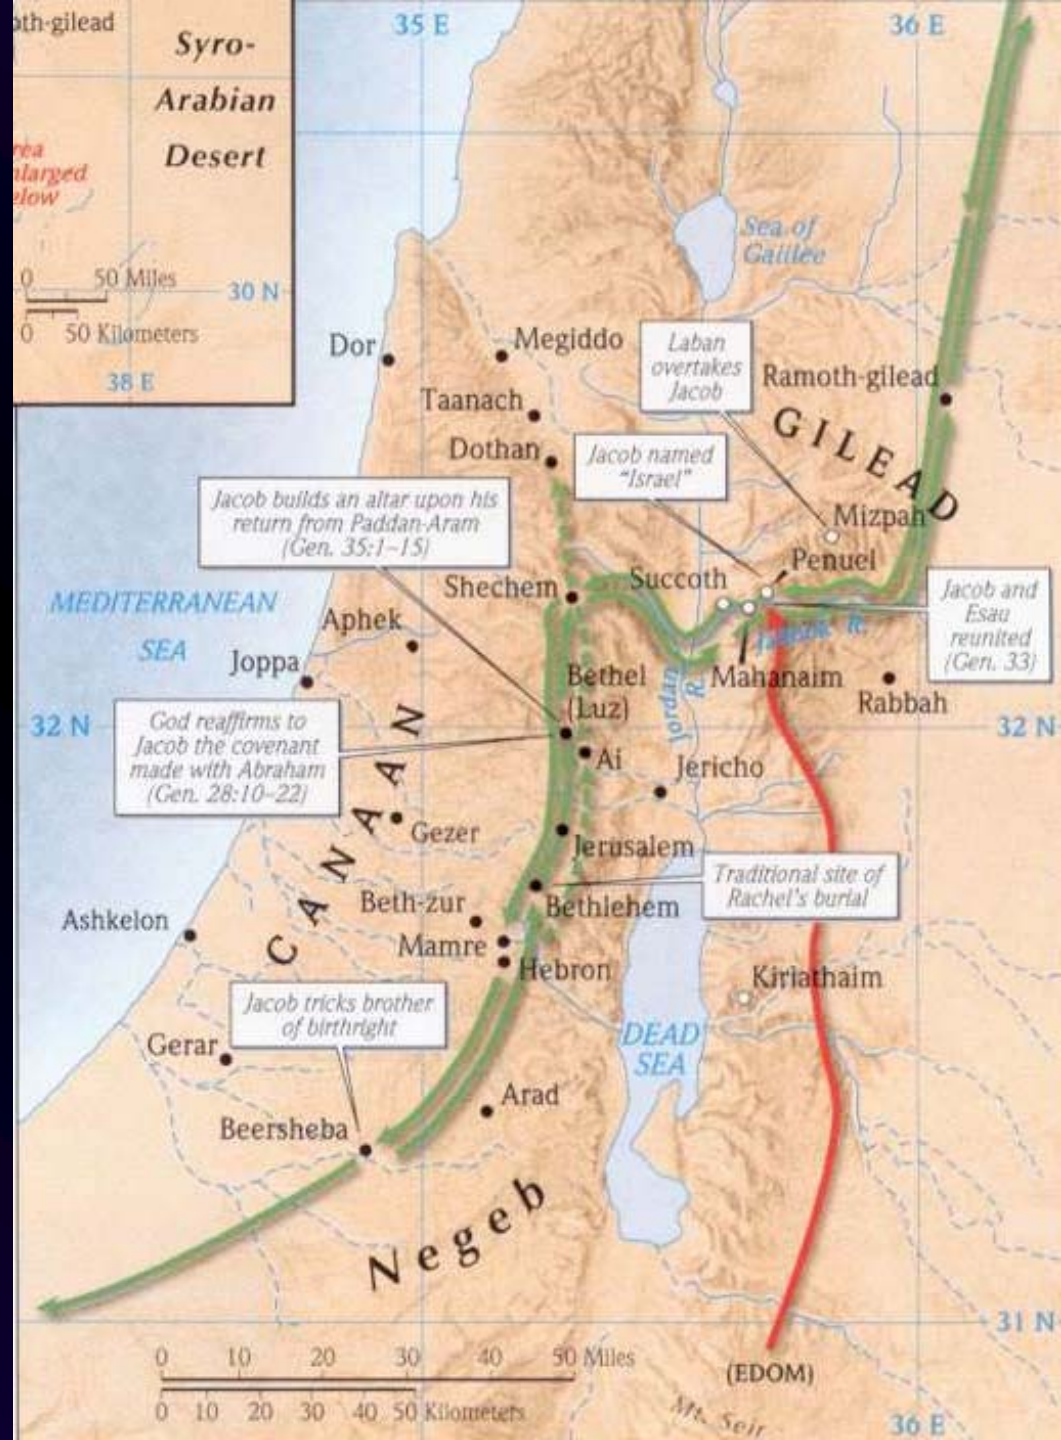 oth-gilead
Syro-
Arabian
Desert
rea
nlarged
elow
0 50 Miles
0 50 Kilometers
30 N
38 E
35 E
36 E
Sea of
Galilee
Dor
Megiddo
Laban
overtakes
Jacob
Ramoth-gilead
Taanach
GILEAD
Dothan
Jacob named
"Israel"
Jacob builds an altar upon his
return from Paddan-Aram
(Gen. 35:1–15)
Mizpah
Penuel
Shechem
Succoth
Jacob and
Esau
reunited
(Gen. 33)
MEDITERRANEAN
SEA
Aphek
Jabbok R.
Joppa
Bethel
(Luz)
Jordan
R.
Mahanaim
Rabbah
32 N
32 N
God reaffirms to
Jacob the covenant
made with Abraham
(Gen. 28:10–22)
Ai
Jericho
CANAAN
Gezer
Jerusalem
Traditional site of
Rachel's burial
Beth-zur
Bethlehem
Ashkelon
Mamre
Hebron
Kiriathaim
Jacob tricks brother
of birthright
DEAD
SEA
Gerar
Arad
Beersheba
Negeb
31 N
0 10 20 30 40 50 Miles
0 10 20 30 40 50 Kilometers
(EDOM)
Mt. Seir
36 E